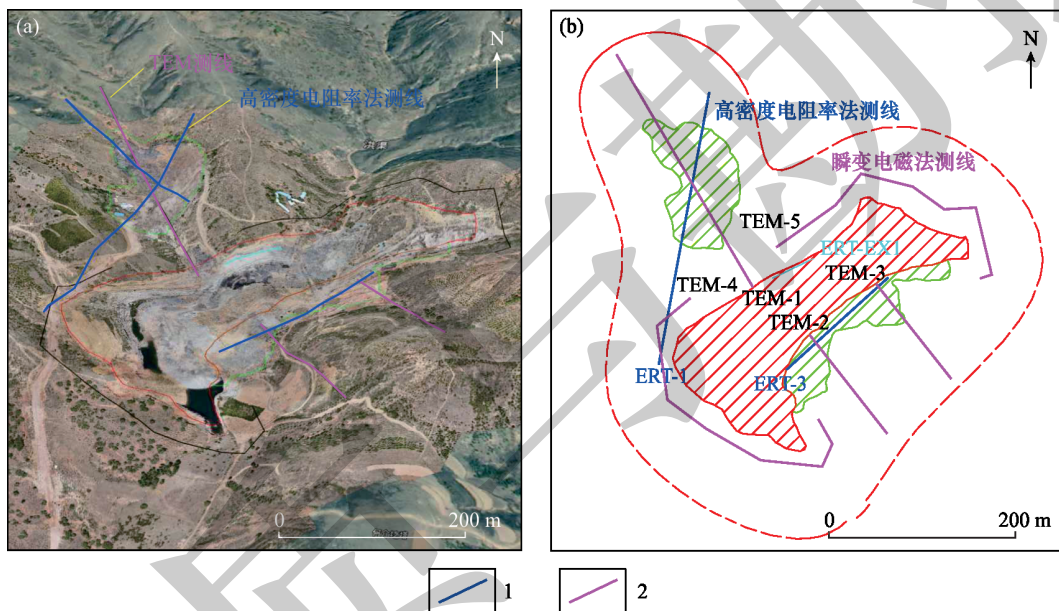 (a)
N
TEM测线
高密度电阻率法测线
0
200 m
(b)
N
高密度电阻率法测线
瞬变电磁法测线
TEM-5
ERT-EX1
TEM-3
TEM-4
TEM-1
TEM-2
ERT-1
ERT-3
0
200 m
1
2